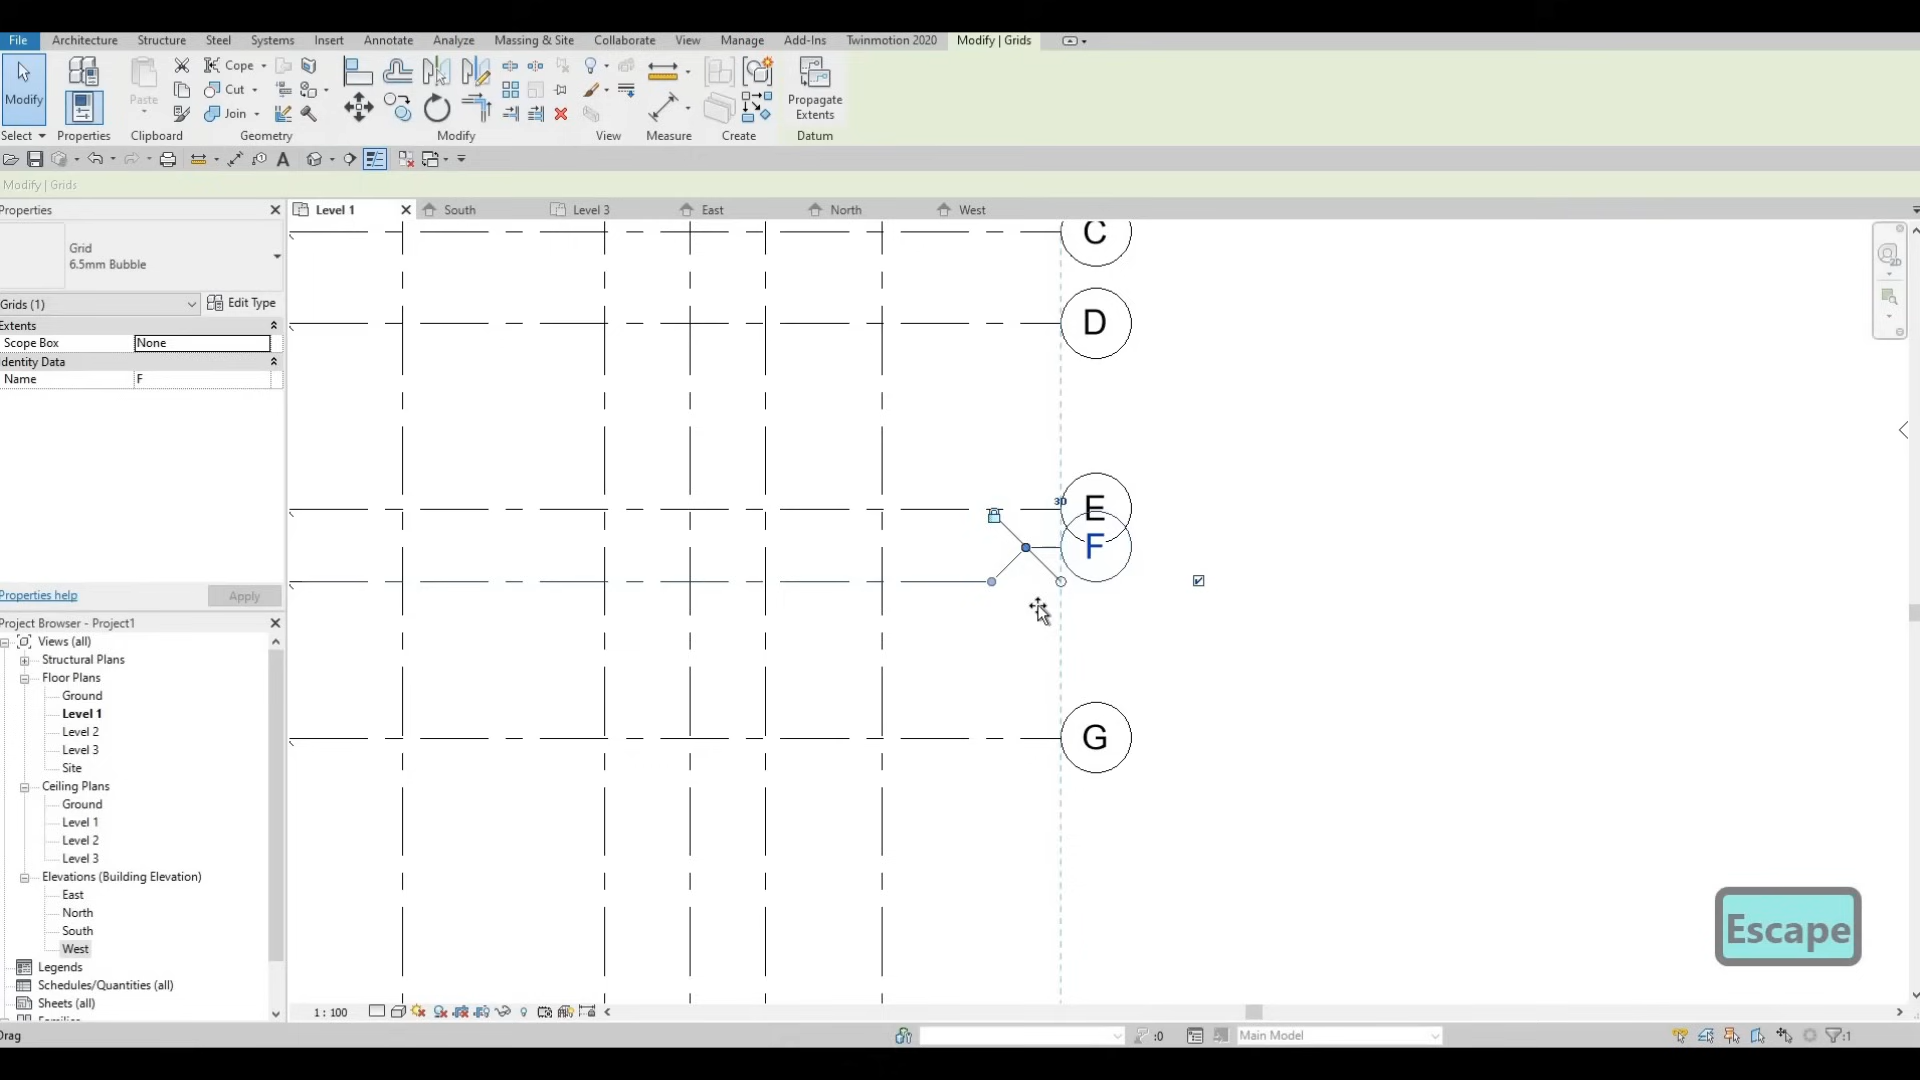 File Architecture Structure Steel Systems Insert Annotate Analyze Massing & Site Collaborate View Manage Add-Ins Twinmotion 2020 Modify | Grids
Modify
Paste
Cope
Cut
Join
Propagate
Extents
Select Properties Clipboard Geometry Modify View Measure Create Datum
A
Modify | Grids
Properties
Level 1 South Level 3 East North West
Grid
6.5mm Bubble
Grids (1) Edit Type
Extents
Scope Box None
Identity Data
Name F
Properties help Apply
Project Browser - Project1
Views (all)
Structural Plans
Floor Plans
Ground
Level 1
Level 2
Level 3
Site
Ceiling Plans
Ground
Level 1
Level 2
Level 3
Elevations (Building Elevation)
East
North
South
West
Legends
Schedules/Quantities (all)
Sheets (all)
C
D
3D
E
F
G
2D
Escape
1 : 100
Drag
:0
Main Model
:1